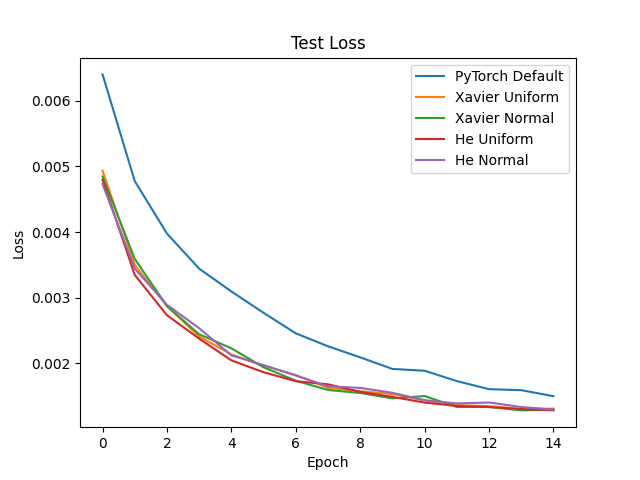 Test Loss
PyTorch Default
Xavier Uniform
Xavier Normal
He Uniform
He Normal
Loss
0.006
0.005
0.004
0.003
0.002
0 2 4 6 8 10 12 14
Epoch